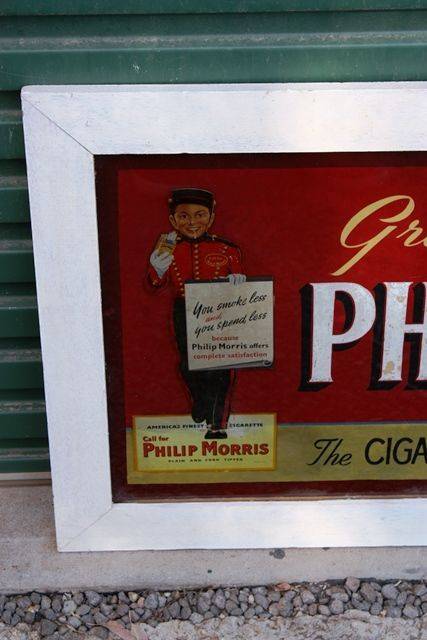 Gr
PH
You smoke less
and
you spend less
because
Philip Morris offers
complete satisfaction
AMERICAS FINEST CIGARETTE
Call for
PHILIP MORRIS
PLAIN AND CORK TIPPED
The CIGA